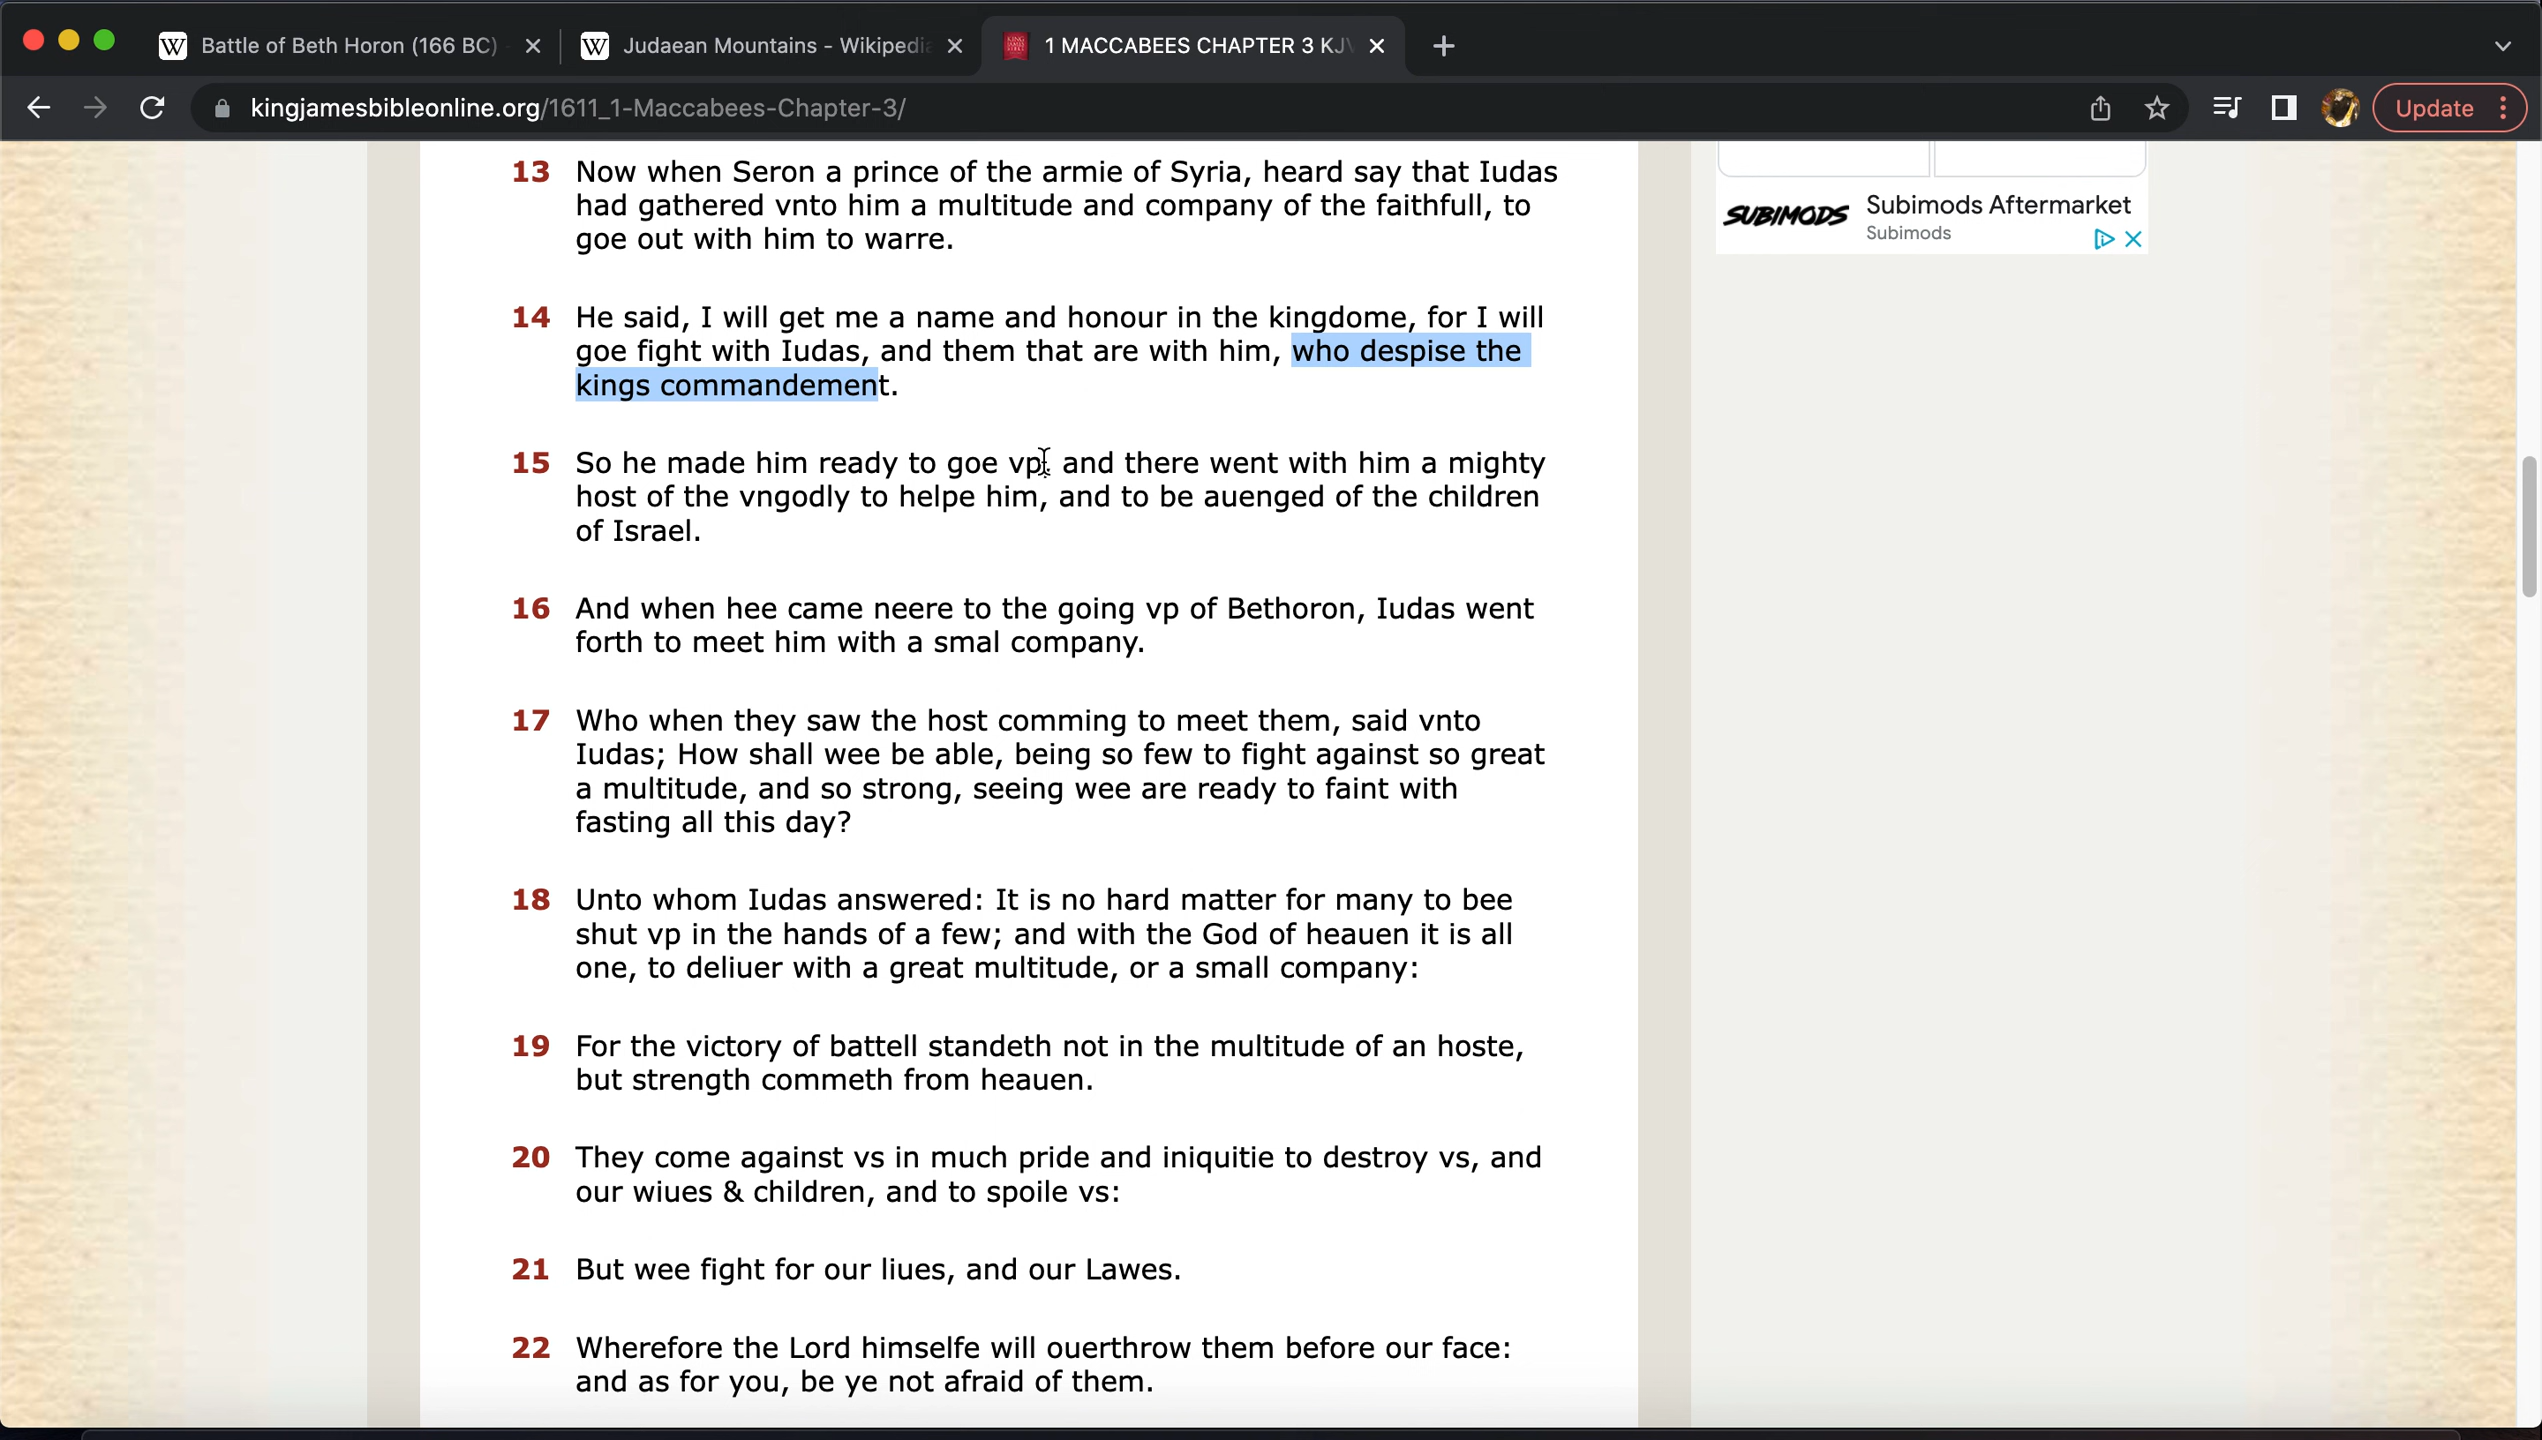 Battle of Beth Horon (166 BC) -
Judaean Mountains - Wikipedia
1 MACCABEES CHAPTER 3 KJV
kingjamesbibleonline.org/1611_1-Maccabees-Chapter-3/
Update
13 Now when Seron a prince of the armie of Syria, heard say that Iudas
had gathered vnto him a multitude and company of the faithfull, to
goe out with him to warre.
SUBIMODS
Subimods Aftermarket
Subimods
14 He said, I will get me a name and honour in the kingdome, for I will
goe fight with Iudas, and them that are with him, who despise the
kings commandement.
15 So he made him ready to goe vp, and there went with him a mighty
host of the vngodly to helpe him, and to be auenged of the children
of Israel.
16 And when hee came neere to the going vp of Bethoron, Iudas went
forth to meet him with a smal company.
17 Who when they saw the host comming to meet them, said vnto
Iudas; How shall wee be able, being so few to fight against so great
a multitude, and so strong, seeing wee are ready to faint with
fasting all this day?
18 Unto whom Iudas answered: It is no hard matter for many to bee
shut vp in the hands of a few; and with the God of heauen it is all
one, to deliuer with a great multitude, or a small company:
19 For the victory of battell standeth not in the multitude of an hoste,
but strength commeth from heauen.
20 They come against vs in much pride and iniquitie to destroy vs, and
our wiues & children, and to spoile vs:
21 But wee fight for our liues, and our Lawes.
22 Wherefore the Lord himselfe will ouerthrow them before our face:
and as for you, be ye not afraid of them.